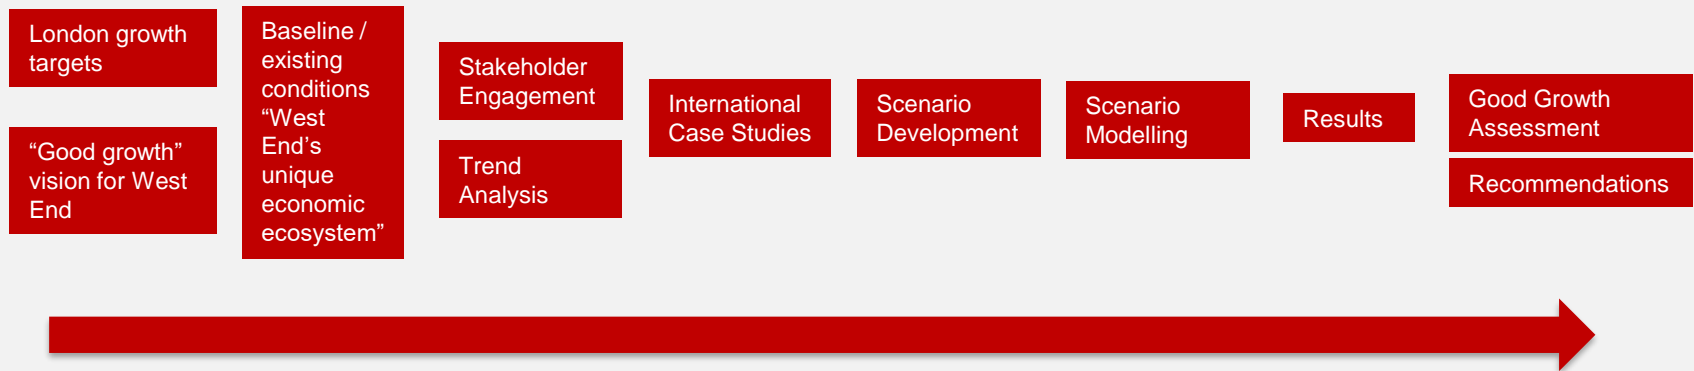 London growth
targets
“Good growth”
vision for West
End
Baseline /
existing
conditions
“West
End’s
unique
economic
ecosystem”
Stakeholder
Engagement
Trend
Analysis
International
Case Studies
Scenario
Development
Scenario
Modelling
Results
Good Growth
Assessment
Recommendations